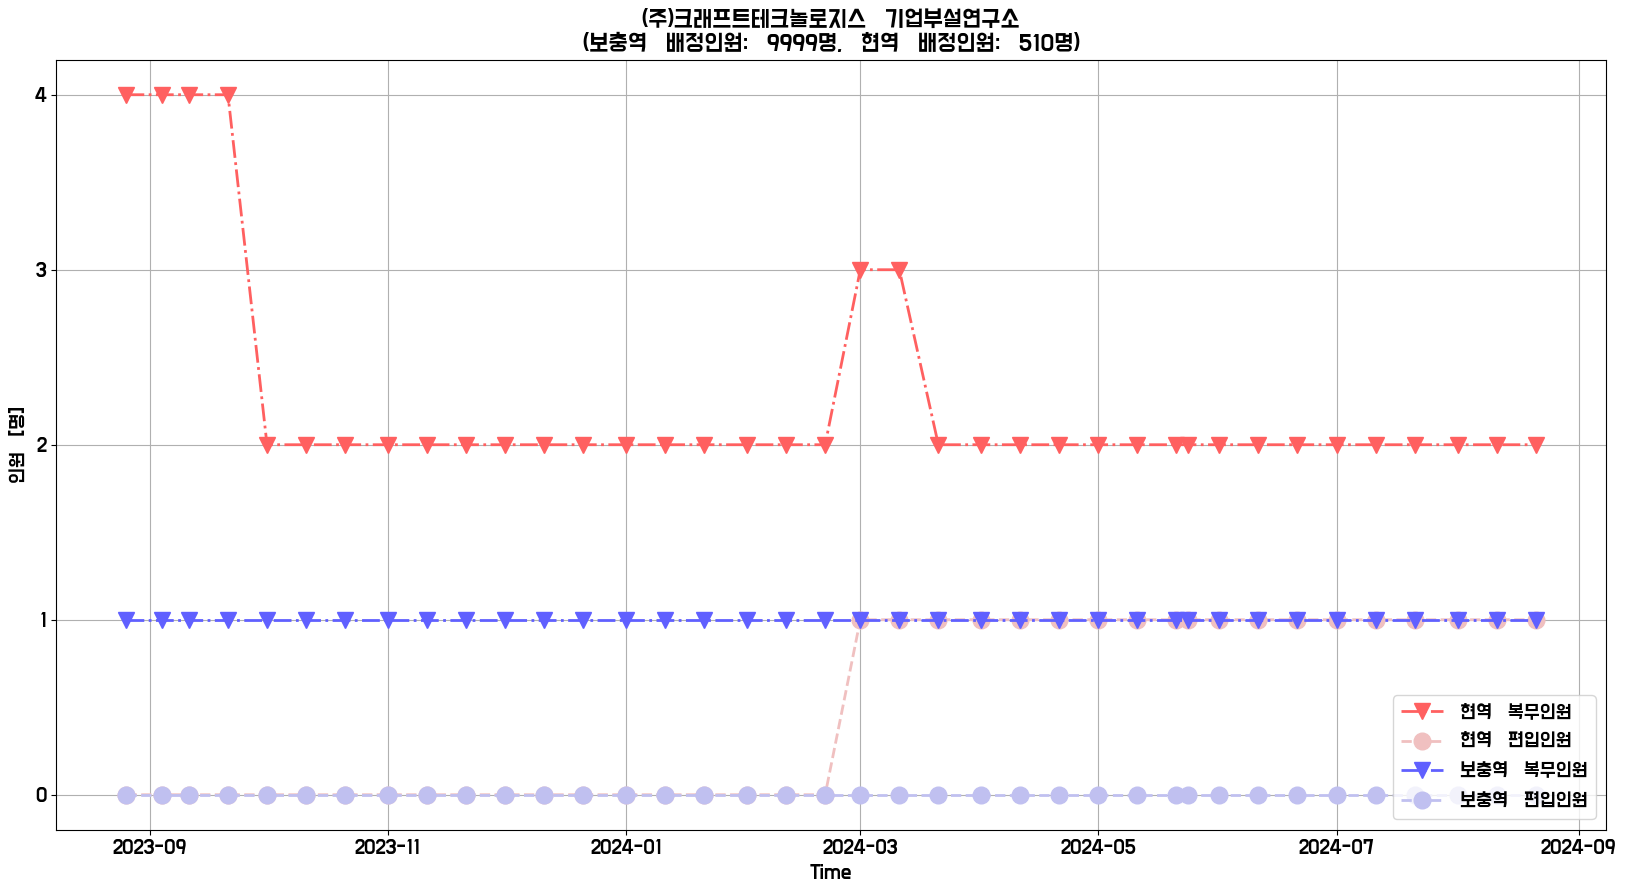 (주)크래프트테크놀로지스 기업부설연구소
(보충역 배정인원: 9999명, 현역 배정인원: 510명)
인원 [명]
4
3
2
1
0
2023-09
2023-11
2024-01
2024-03
2024-05
2024-07
2024-09
Time
현역 복무인원
현역 편입인원
보충역 복무인원
보충역 편입인원